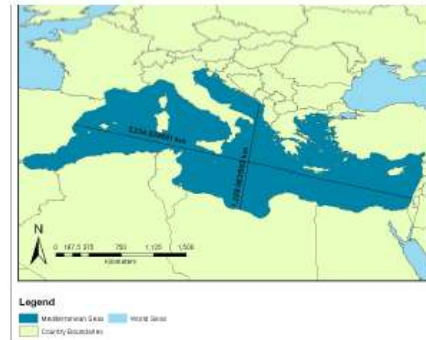 N
0 187.5 375 750 1,125 1,500
Kilometers
Legend
Mediterranean Seas World Seas
Country Boundaries